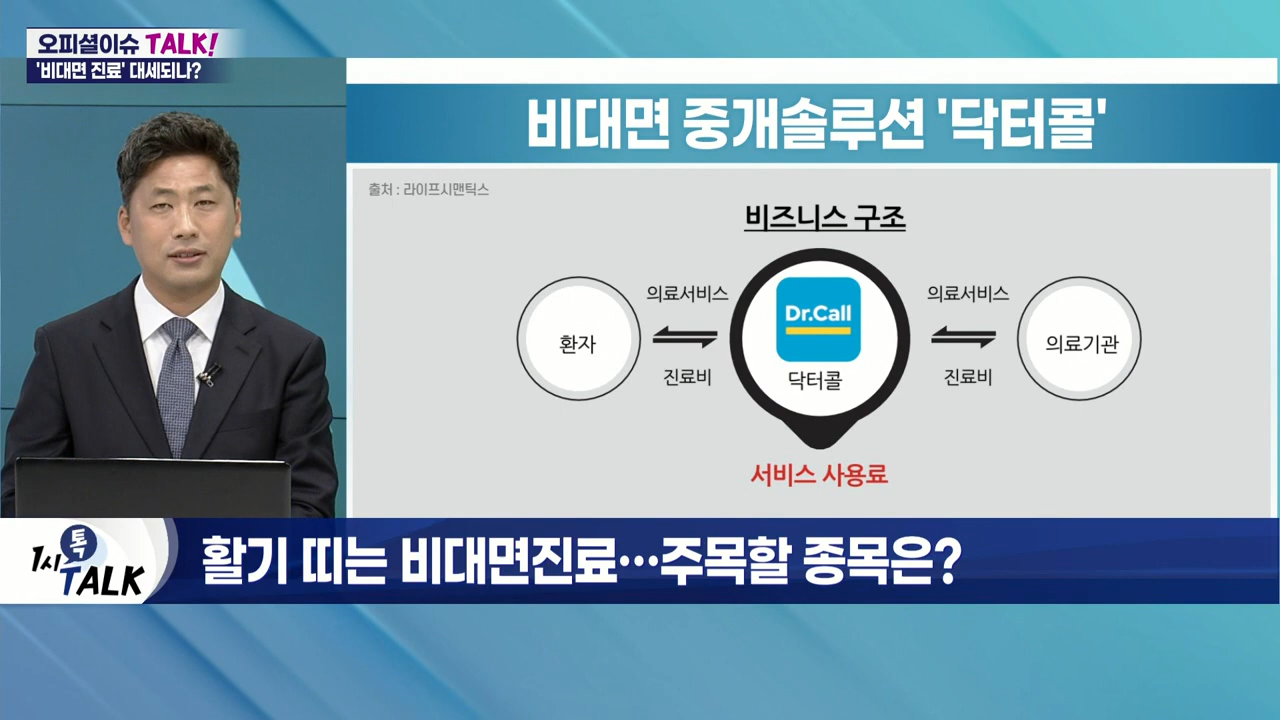 오피셜이슈 TALK!
'비대면 진료' 대세되나?
비대면 중개솔루션 '닥터콜'
출처 : 라이프시맨틱스
비즈니스 구조
환자
의료서비스
진료비
Dr.Call
닥터콜
의료서비스
진료비
의료기관
서비스 사용료
1시 톡 TALK
활기 띠는 비대면진료…주목할 종목은?